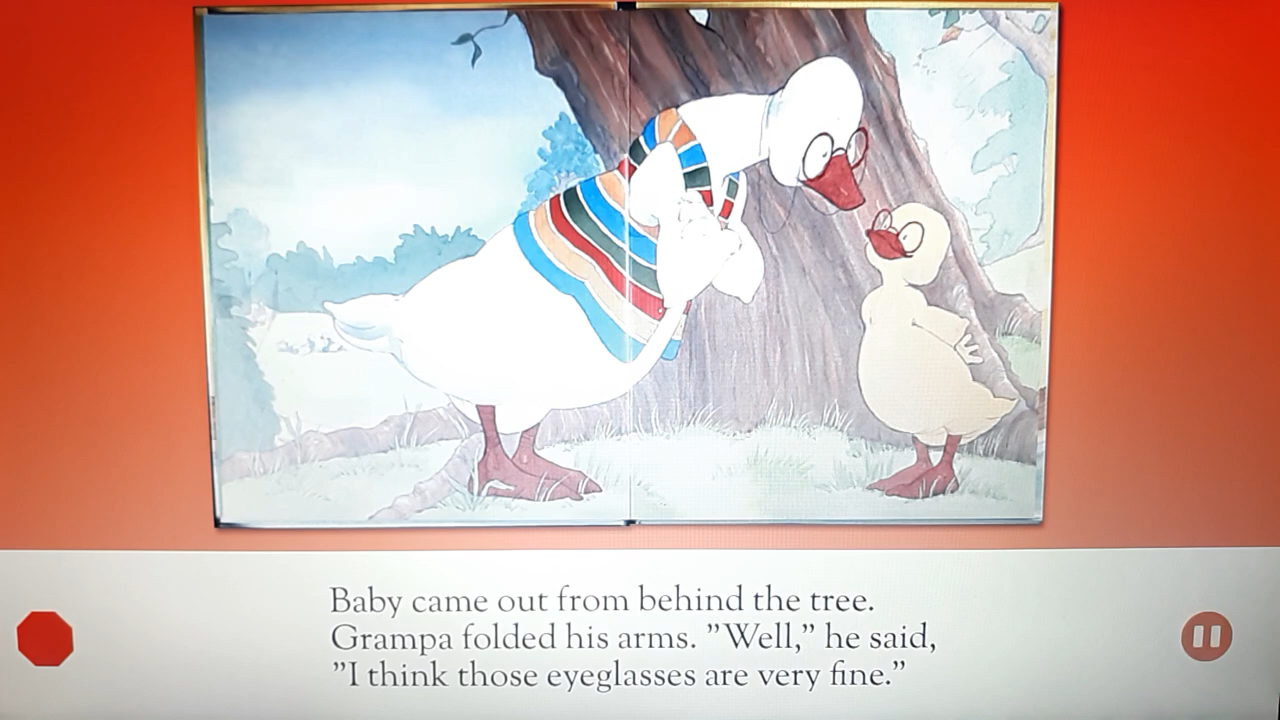 Baby came out from behind the tree.
Grampa folded his arms. ”Well,” he said,
”I think those eyeglasses are very fine.”